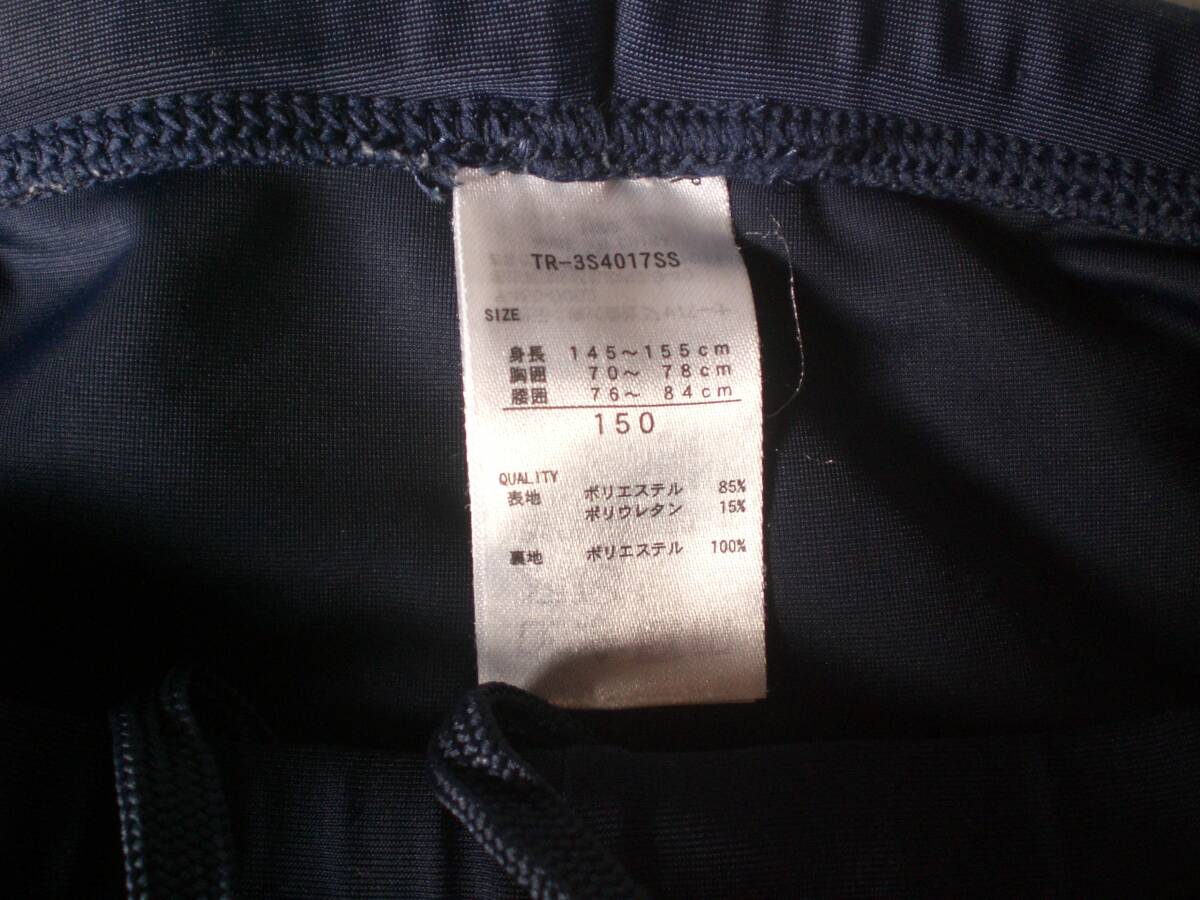 TR-3S4017SS
SIZE
身長 145～155cm
胸囲 70～ 78cm
腰囲 76～ 84cm
150
QUALITY
表地 ポリエステル 85%
ポリウレタン 15%
裏地 ポリエステル 100%